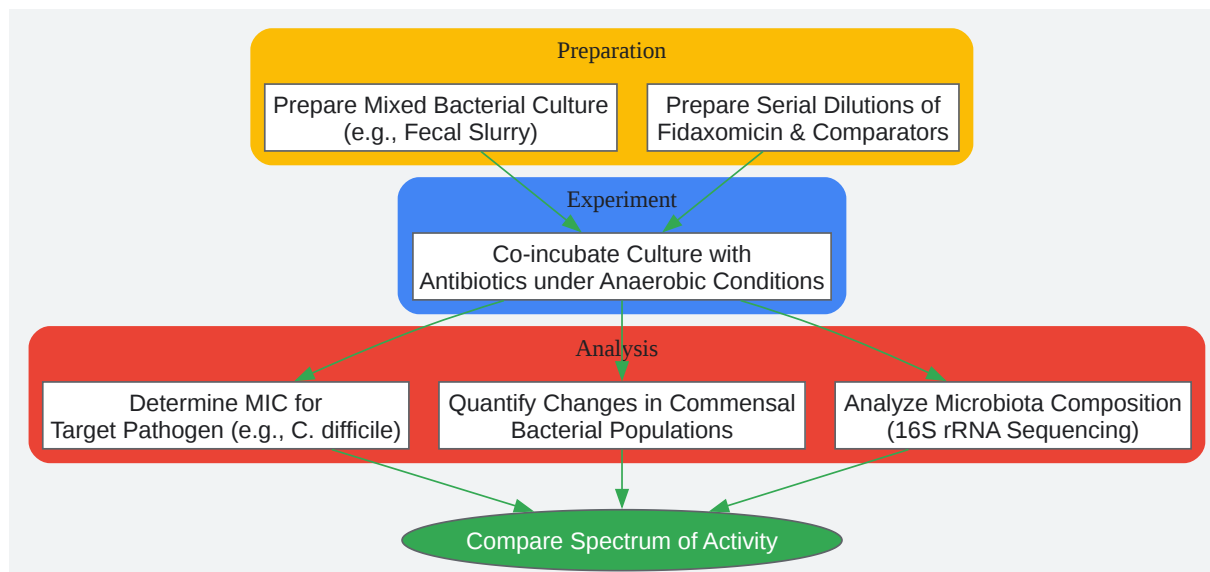 Preparation
Prepare Mixed Bacterial Culture
(e.g., Fecal Slurry)
Prepare Serial Dilutions of
Fidaxomicin & Comparators
Experiment
Co-incubate Culture with
Antibiotics under Anaerobic Conditions
Analysis
Determine MIC for
Target Pathogen (e.g., C. difficile)
Quantify Changes in Commensal
Bacterial Populations
Analyze Microbiota Composition
(16S rRNA Sequencing)
Compare Spectrum of Activity